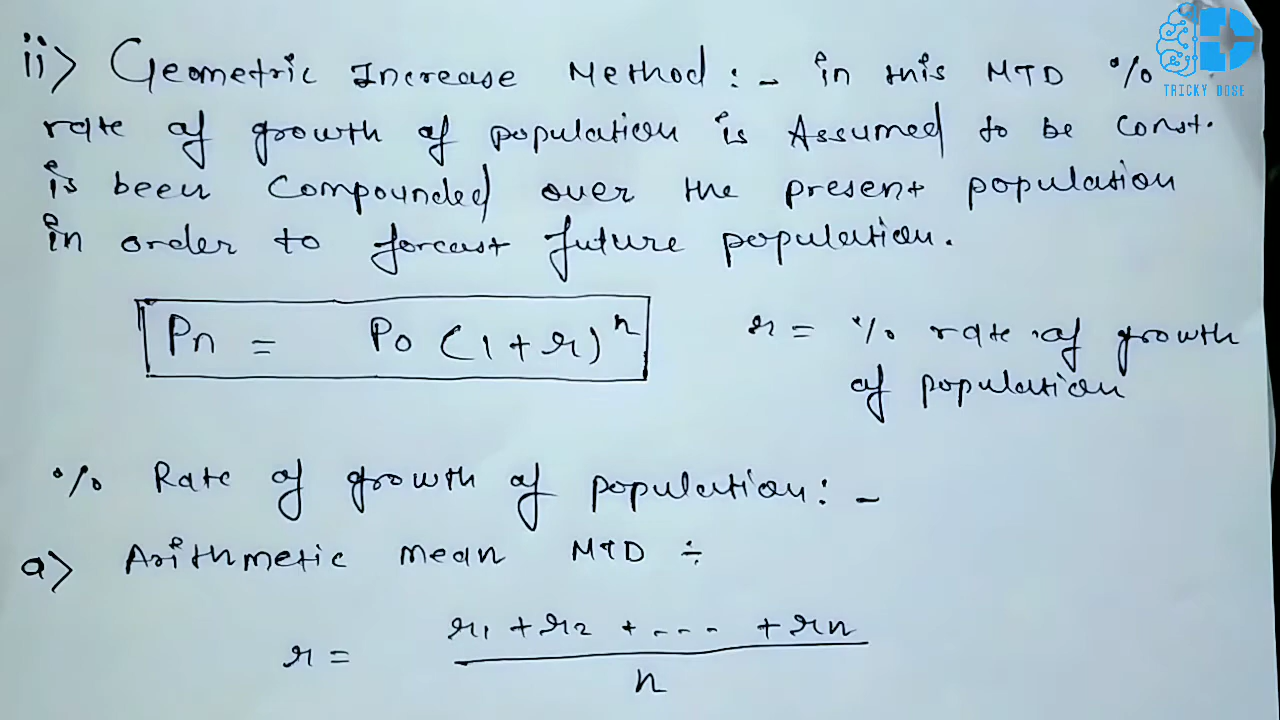 ii> Geometric Increase Method :- in this MTD %
TRICKY DOSE
rate of growth of population is Assumed to be const.
is been compounded over the present population
in order to forcast future population.
Pn = Po (1+r)^n
r = % rate of growth
of population
% Rate of growth of population :-
a> Arithmetic mean MTD ÷
r = r1 + r2 + --- + rn
n